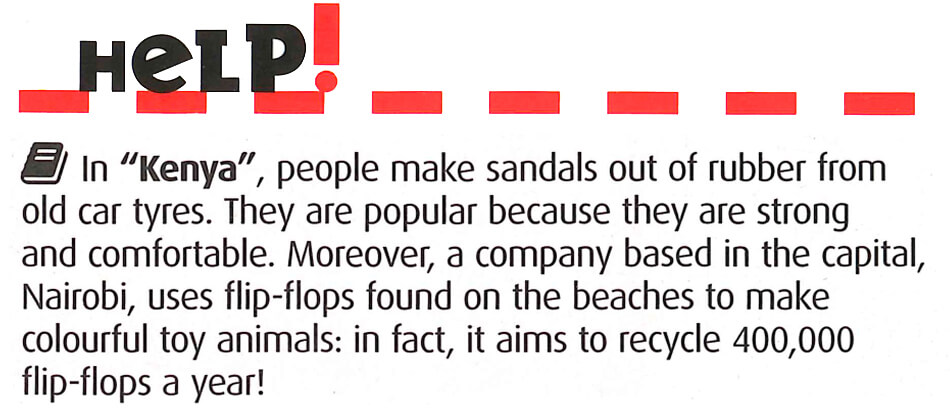 HeLP!
In “Kenya”, people make sandals out of rubber from
old car tyres. They are popular because they are strong
and comfortable. Moreover, a company based in the capital,
Nairobi, uses flip-flops found on the beaches to make
colourful toy animals: in fact, it aims to recycle 400,000
flip-flops a year!